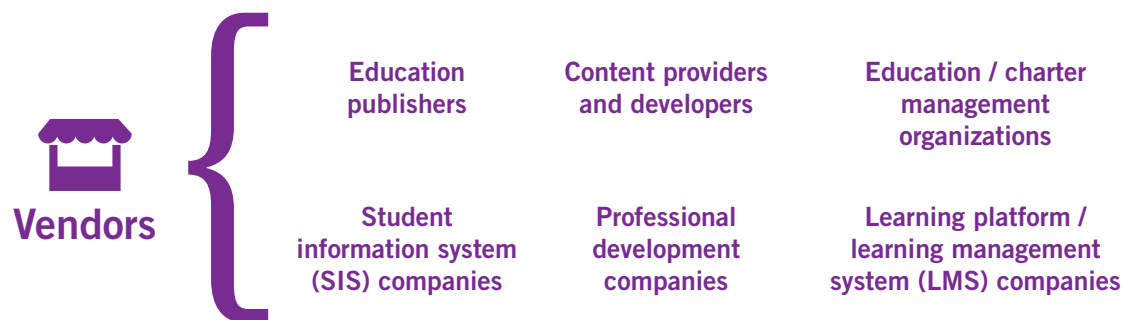 Vendors
Education
publishers
Content providers
and developers
Education / charter
management
organizations
Student
information system
(SIS) companies
Professional
development
companies
Learning platform /
learning management
system (LMS) companies